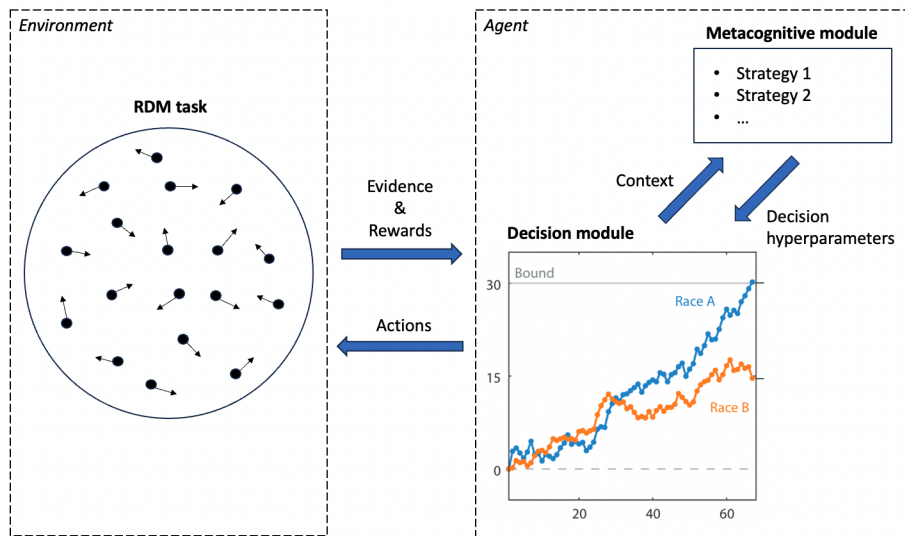 Environment
RDM task
Evidence
&
Rewards
Actions
Agent
Metacognitive module
• Strategy 1
• Strategy 2
• ...
Context
Decision
hyperparameters
Decision module
Bound
30
Race A
15
Race B
0
20
40
60